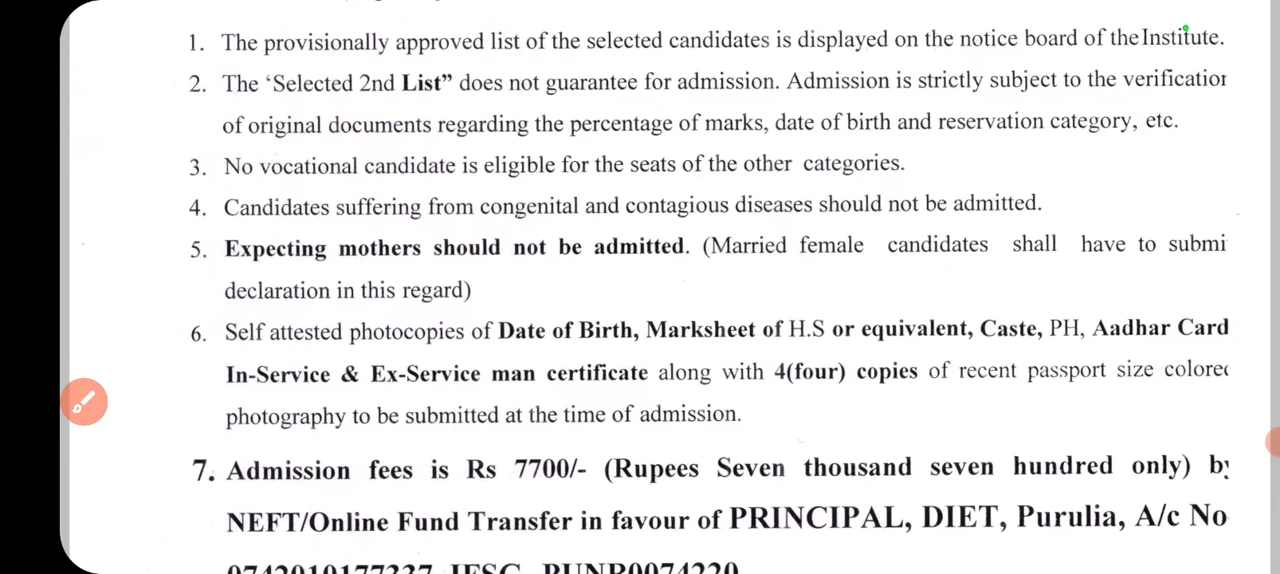 1. The provisionally approved list of the selected candidates is displayed on the notice board of the Institute.
2. The ‘Selected 2nd List” does not guarantee for admission. Admission is strictly subject to the verification
of original documents regarding the percentage of marks, date of birth and reservation category, etc.
3. No vocational candidate is eligible for the seats of the other categories.
4. Candidates suffering from congenital and contagious diseases should not be admitted.
5. Expecting mothers should not be admitted. (Married female candidates shall have to submi
declaration in this regard)
6. Self attested photocopies of Date of Birth, Marksheet of H.S or equivalent, Caste, PH, Aadhar Card
In-Service & Ex-Service man certificate along with 4(four) copies of recent passport size colored
photography to be submitted at the time of admission.
7. Admission fees is Rs 7700/- (Rupees Seven thousand seven hundred only) by
NEFT/Online Fund Transfer in favour of PRINCIPAL, DIET, Purulia, A/c No
IFSC